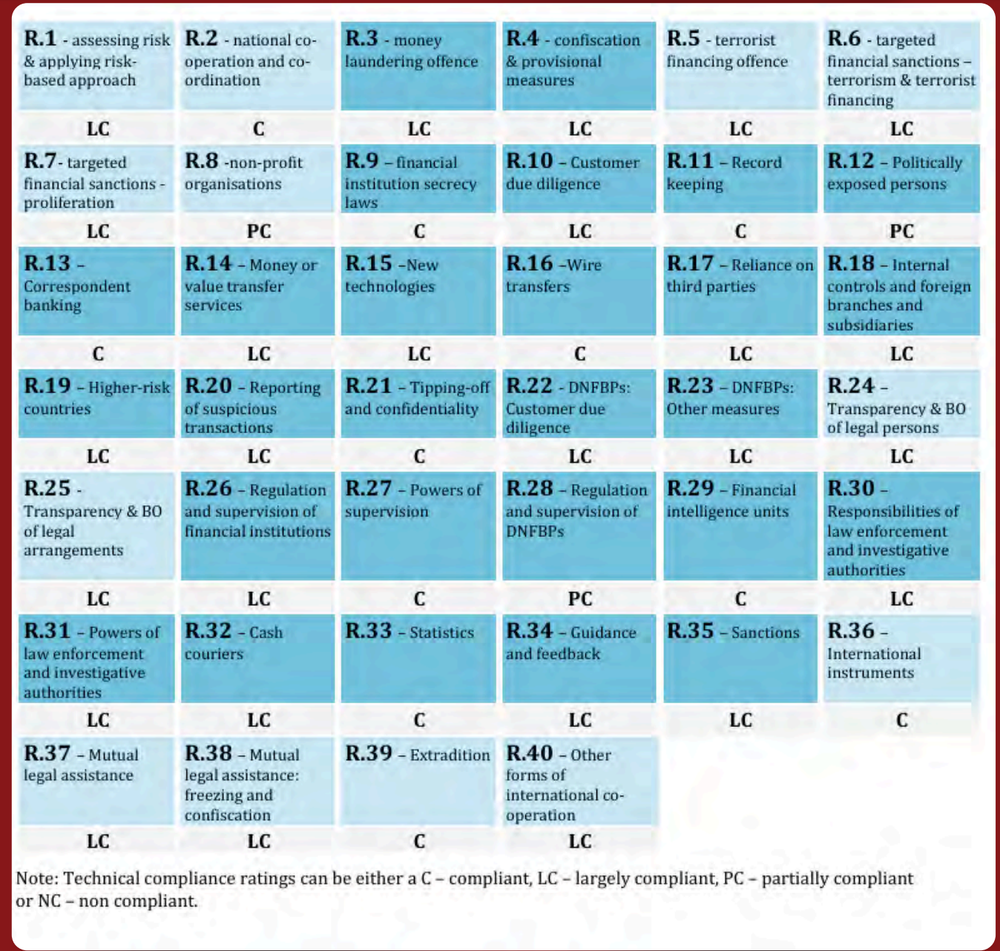 R.1 - assessing risk
& applying risk-
based approach
LC
R.2 - national co-
operation and co-
ordination
C
R.3 - money
laundering offence
LC
R.4 - confiscation
& provisional
measures
LC
R.5 - terrorist
financing offence
LC
R.6 - targeted
financial sanctions –
terrorism & terrorist
financing
LC
R.7- targeted
financial sanctions -
proliferation
LC
R.8 -non-profit
organisations
PC
R.9 – financial
institution secrecy
laws
C
R.10 – Customer
due diligence
LC
R.11 – Record
keeping
C
R.12 – Politically
exposed persons
PC
R.13 –
Correspondent
banking
C
R.14 – Money or
value transfer
services
LC
R.15 –New
technologies
LC
R.16 –Wire
transfers
C
R.17 – Reliance on
third parties
LC
R.18 – Internal
controls and foreign
branches and
subsidiaries
LC
R.19 – Higher-risk
countries
LC
R.20 – Reporting
of suspicious
transactions
LC
R.21 – Tipping-off
and confidentiality
C
R.22 - DNFBPs:
Customer due
diligence
LC
R.23 – DNFBPs:
Other measures
LC
R.24 –
Transparency & BO
of legal persons
LC
R.25 -
Transparency & BO
of legal
arrangements
LC
R.26 – Regulation
and supervision of
financial institutions
LC
R.27 – Powers of
supervision
C
R.28 – Regulation
and supervision of
DNFBPs
PC
R.29 – Financial
intelligence units
C
R.30 –
Responsibilities of
law enforcement
and investigative
authorities
LC
R.31 – Powers of
law enforcement
and investigative
authorities
LC
R.32 – Cash
couriers
LC
R.33 – Statistics
C
R.34 – Guidance
and feedback
LC
R.35 – Sanctions
LC
R.36 –
International
instruments
C
R.37 – Mutual
legal assistance
LC
R.38 – Mutual
legal assistance:
freezing and
confiscation
LC
R.39 – Extradition
C
R.40 – Other
forms of
international co-
operation
LC
Note: Technical compliance ratings can be either a C – compliant, LC – largely compliant, PC – partially compliant
or NC – non compliant.